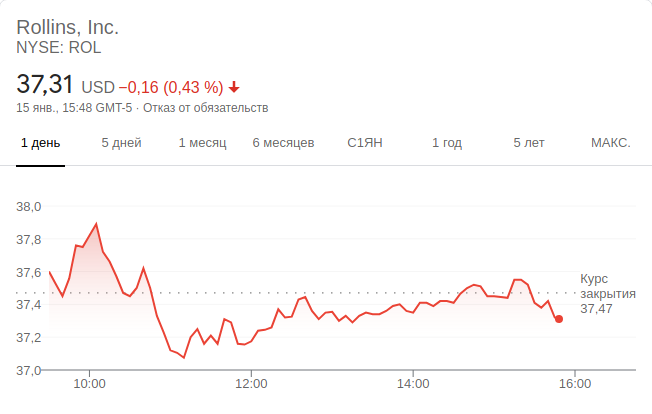 Rollins, Inc.
NYSE: ROL
37,31 USD −0,16 (0,43 %)
15 янв., 15:48 GMT-5 · Отказ от обязательств
1 день 5 дней 1 месяц 6 месяцев С1ЯН 1 год 5 лет МАКС.
38,0
37,8
37,6
37,4
37,2
37,0
Курс
закрытия
37,47
10:00 12:00 14:00 16:00